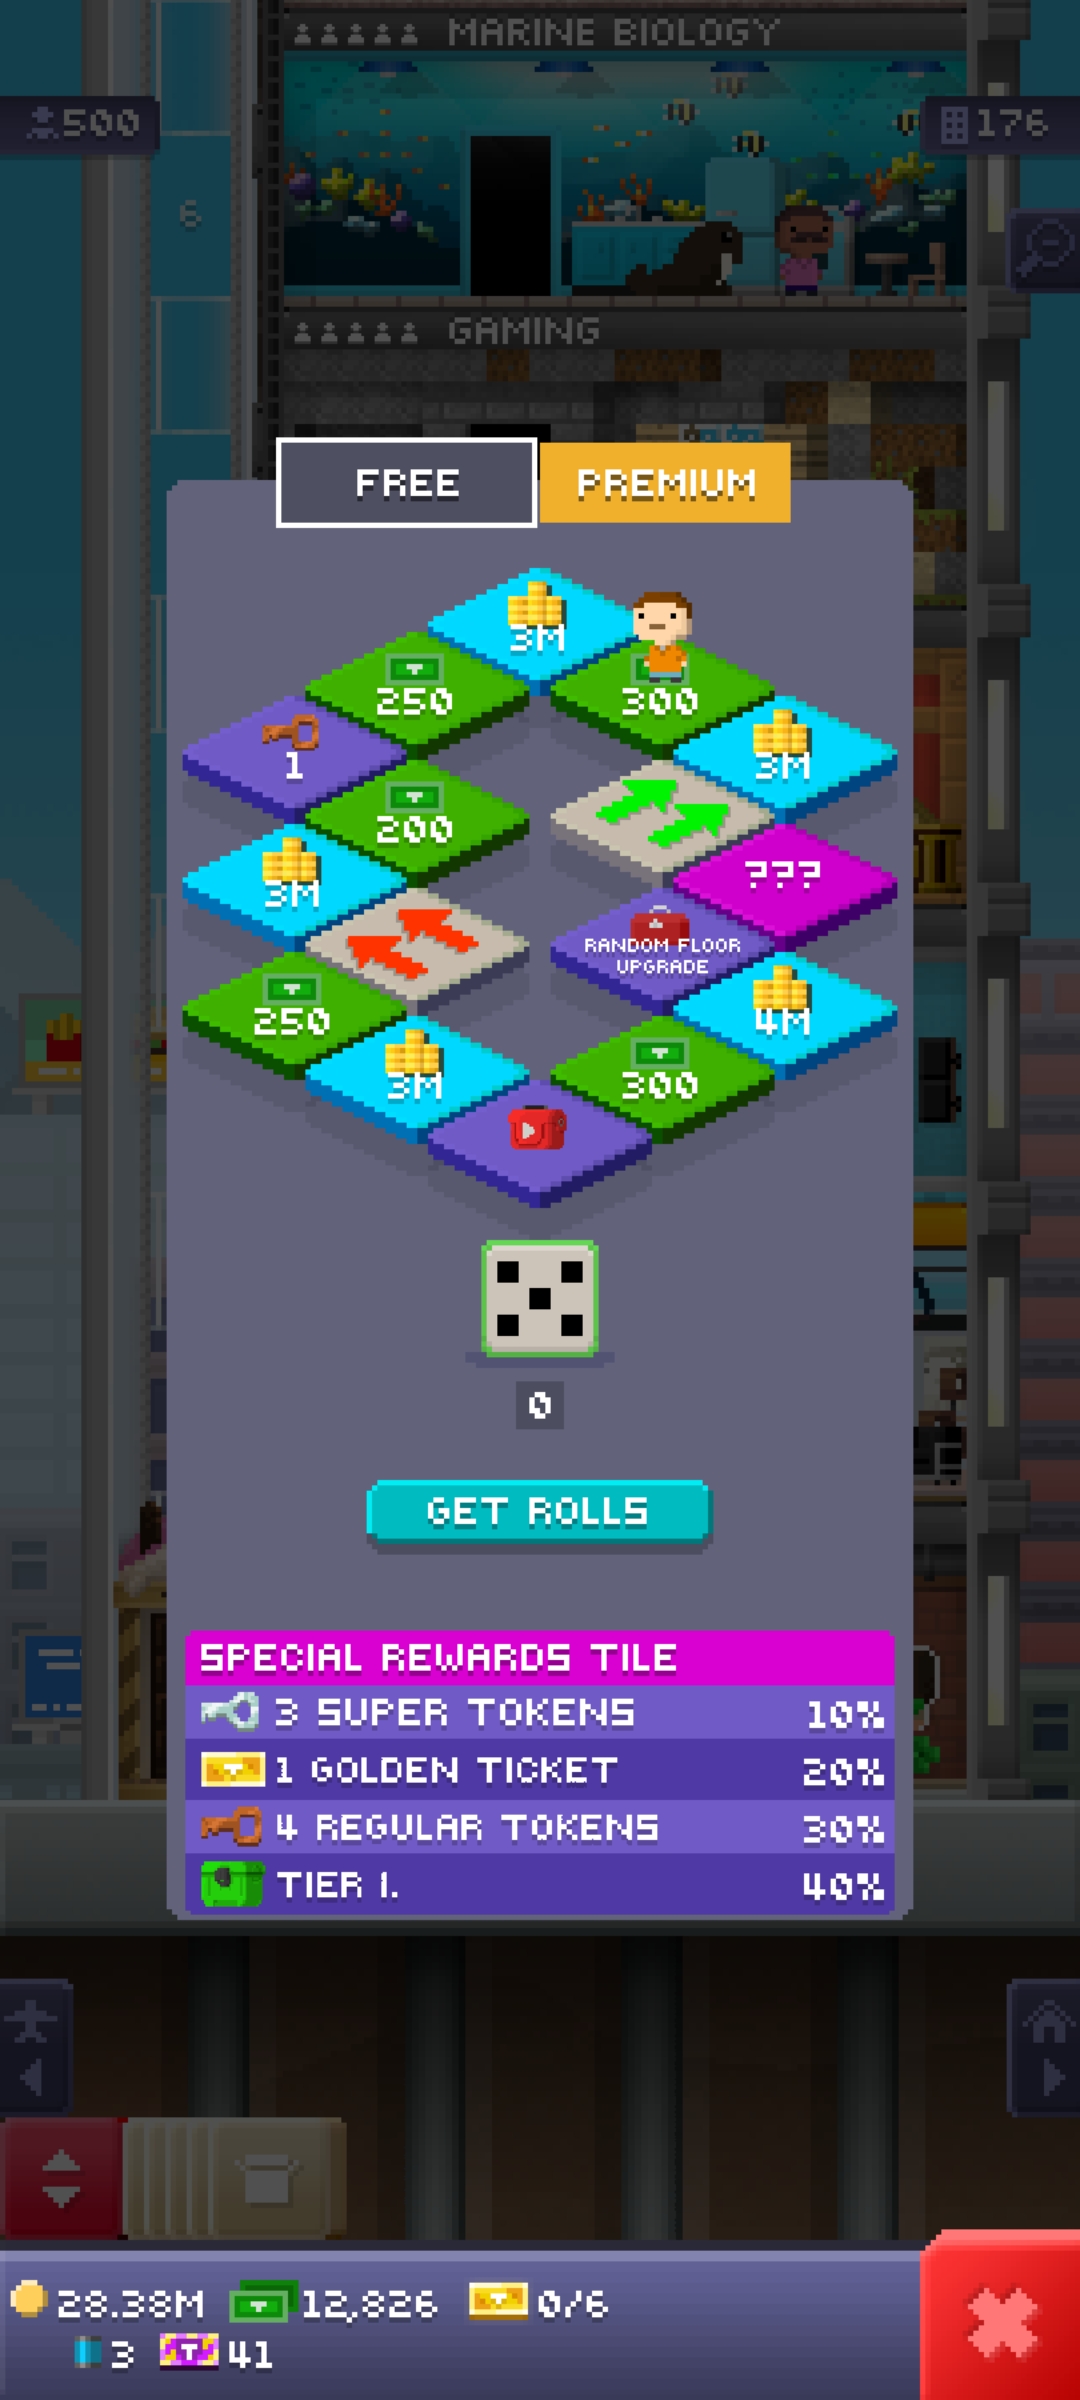 MARINE BIOLOGY
500
176
6
GAMING
FREE
PREMIUM
3M
250
300
1
3M
200
3M
???
RANDOM FLOOR
UPGRADE
250
4M
3M
300
0
GET ROLLS
SPECIAL REWARDS TILE
3 SUPER TOKENS 10%
1 GOLDEN TICKET 20%
4 REGULAR TOKENS 30%
TIER 1. 40%
28.38M 12,826 0/6
3 41